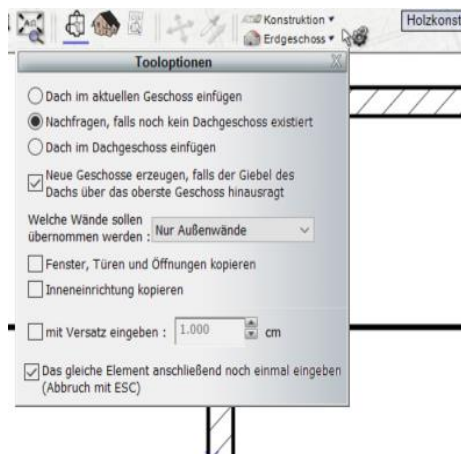 Konstruktion
Holzkonst
Erdgeschoss
Tooloptionen
Dach im aktuellen Geschoss einfügen
Nachfragen, falls noch kein Dachgeschoss existiert
Dach im Dachgeschoss einfügen
Neue Geschosse erzeugen, falls der Giebel des
Dachs über das oberste Geschoss hinausragt
Welche Wände sollen
übernommen werden :
Nur Außenwände
Fenster, Türen und Öffnungen kopieren
Inneneinrichtung kopieren
mit Versatz eingeben : 1.000 cm
Das gleiche Element anschließend noch einmal eingeben
(Abbruch mit ESC)